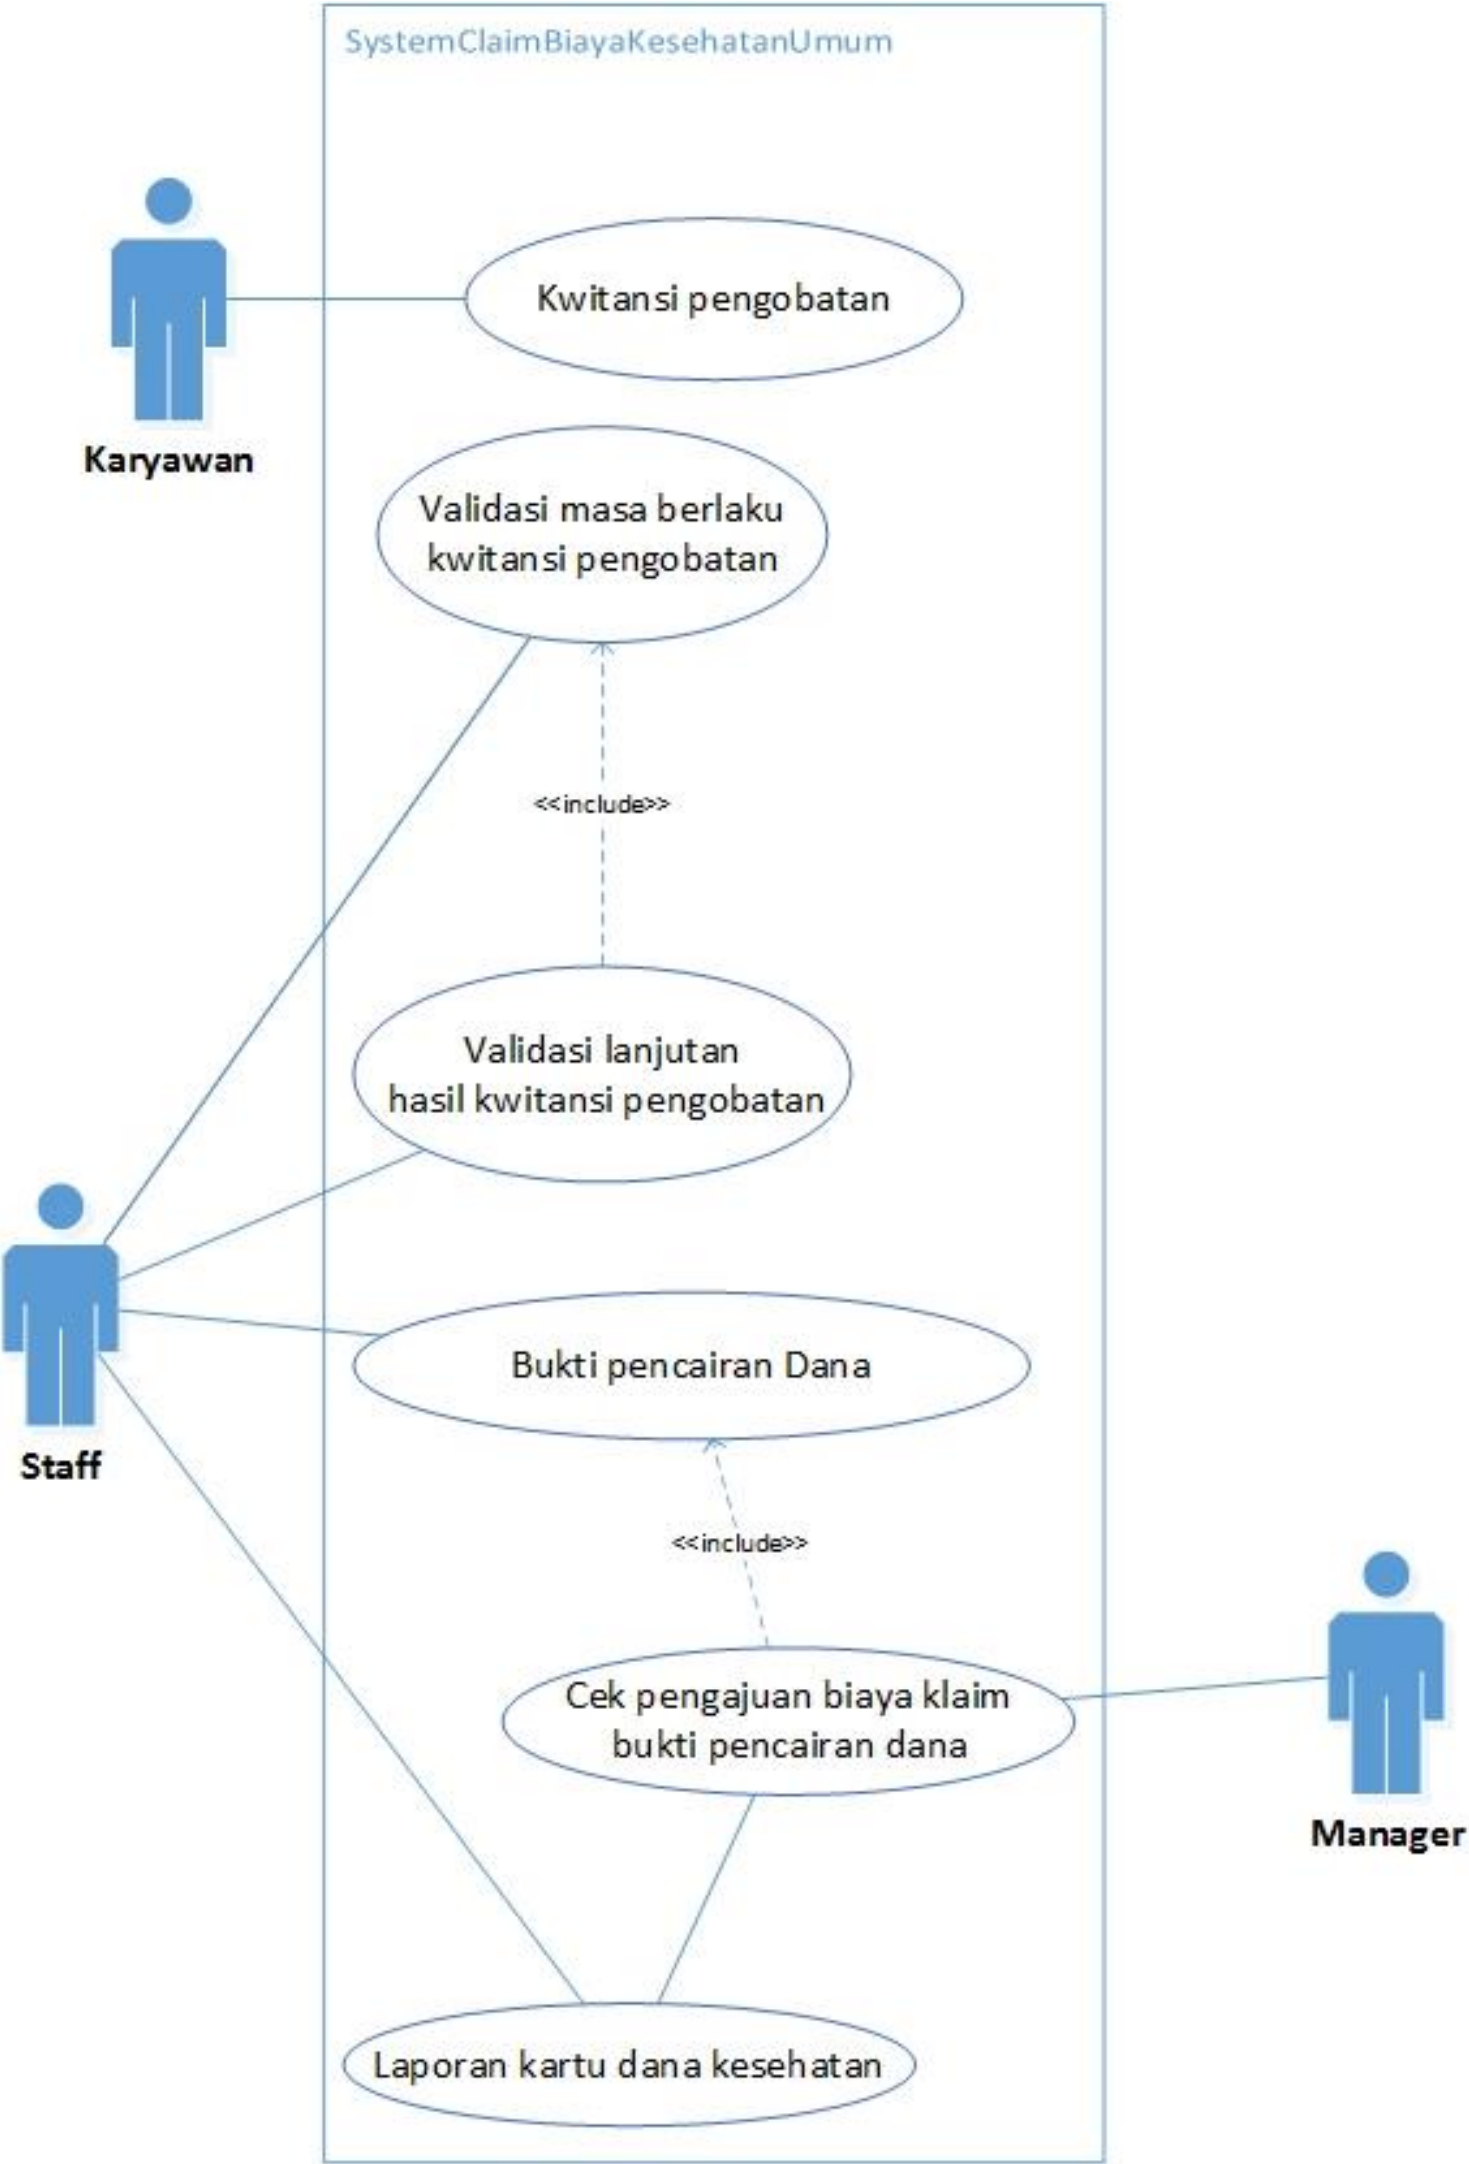 SystemClaimBiayaKesehatanUmum
Kwitansi pengobatan
Karyawan
Validasi masa berlaku
kwitansi pengobatan
<<include>>
Validasi lanjutan
hasil kwitansi pengobatan
Bukti pencairan Dana
Staff
<<include>>
Cek pengajuan biaya klaim
bukti pencairan dana
Manager
Laporan kartu dana kesehatan